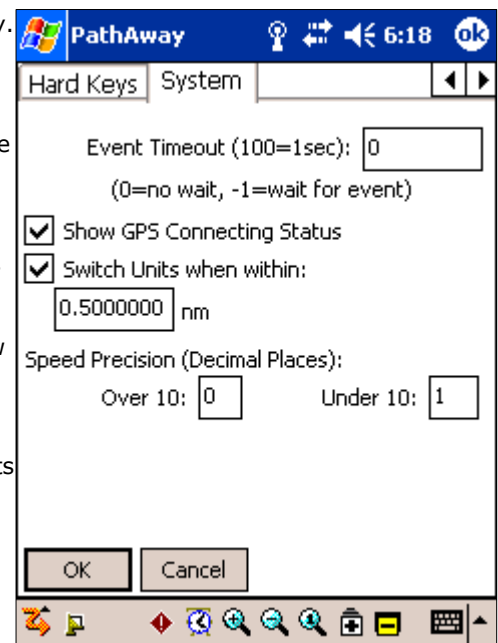 y.
PathAway 6:18 ok
Hard Keys System
e
Event Timeout (100=1sec): 0
(0=no wait, -1=wait for event)
Show GPS Connecting Status
Switch Units when within:
0.5000000 nm
Speed Precision (Decimal Places):
Over 10: 0 Under 10: 1
ts
OK Cancel